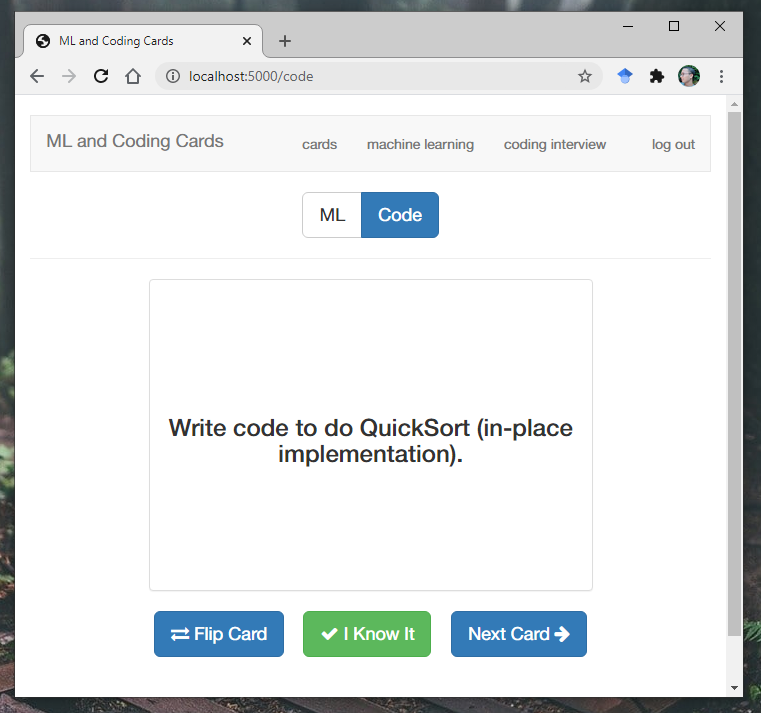 ML and Coding Cards
localhost:5000/code
ML and Coding Cards cards machine learning coding interview log out
ML Code
Write code to do QuickSort (in-place
implementation).
Flip Card I Know It Next Card